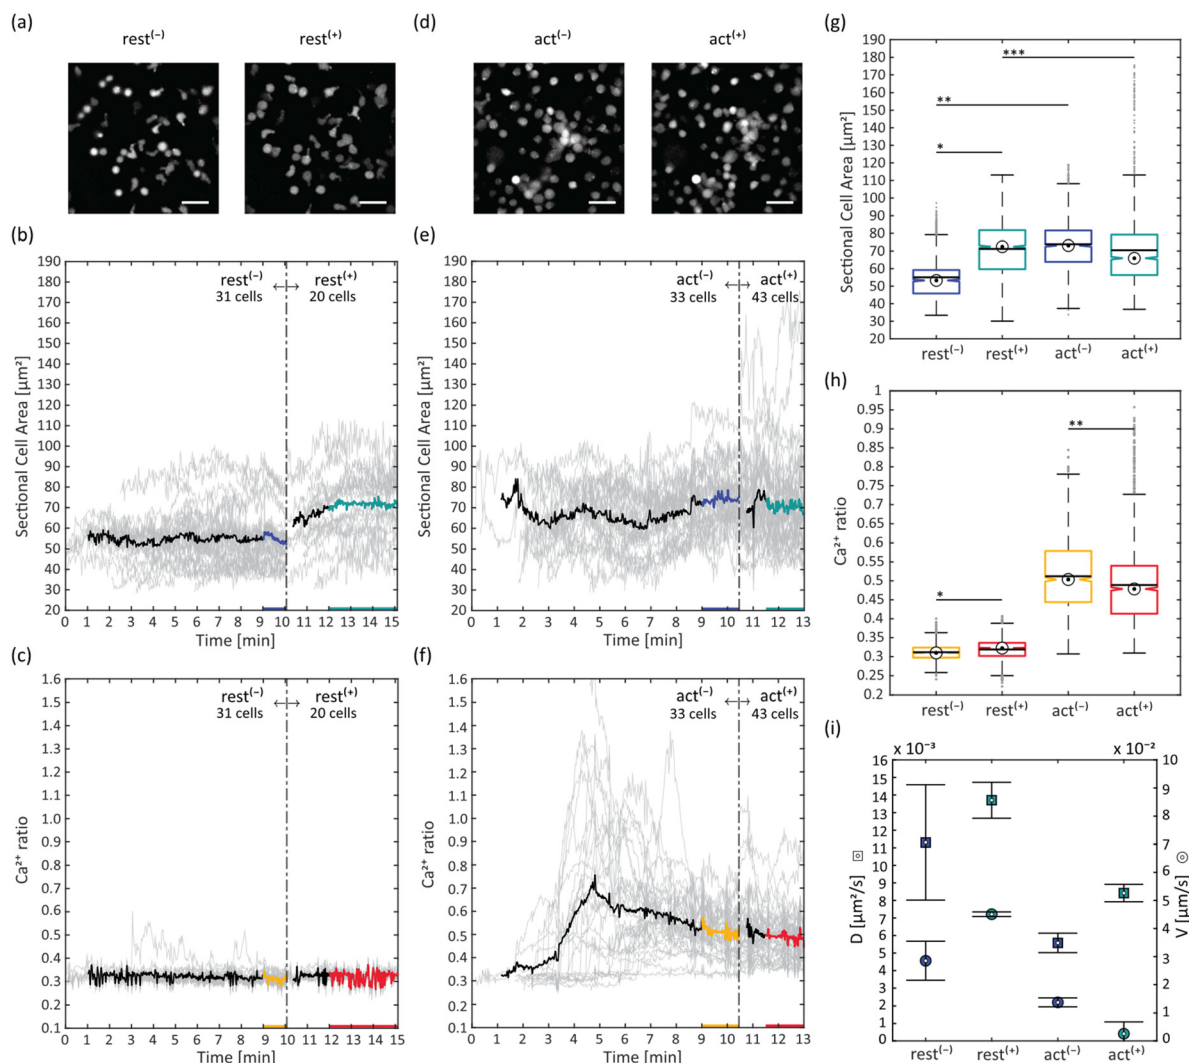 (a)
rest(−)
rest(+)
(d)
act(−)
act(+)
(b)
190
180
170
160
150
140
130
120
110
100
90
80
70
60
50
40
30
20
Sectional Cell Area [µm²]
rest(−)
31 cells
rest(+)
20 cells
0 1 2 3 4 5 6 7 8 9 10 11 12 13 14 15
Time [min]
(e)
190
180
170
160
150
140
130
120
110
100
90
80
70
60
50
40
30
20
Sectional Cell Area [µm²]
act(−)
33 cells
act(+)
43 cells
0 1 2 3 4 5 6 7 8 9 10 11 12 13
Time [min]
(c)
1.6
1.5
1.4
1.3
1.2
1.1
1.0
0.9
0.8
0.7
0.6
0.5
0.4
0.3
0.2
0.1
Ca²⁺ ratio
rest(−)
31 cells
rest(+)
20 cells
0 1 2 3 4 5 6 7 8 9 10 11 12 13 14 15
Time [min]
(f)
1.6
1.5
1.4
1.3
1.2
1.1
1.0
0.9
0.8
0.7
0.6
0.5
0.4
0.3
0.2
0.1
Ca²⁺ ratio
act(−)
33 cells
act(+)
43 cells
0 1 2 3 4 5 6 7 8 9 10 11 12 13
Time [min]
(g)
190
180
170
160
150
140
130
120
110
100
90
80
70
60
50
40
30
20
Sectional Cell Area [µm²]
***
**
*
rest(−) rest(+) act(−) act(+)
(h)
1
0.95
0.9
0.85
0.8
0.75
0.7
0.65
0.6
0.55
0.5
0.45
0.4
0.35
0.3
0.25
0.2
Ca²⁺ ratio
**
*
rest(−) rest(+) act(−) act(+)
(i)
x 10⁻³
x 10⁻²
16
15
14
13
12
11
10
9
8
7
6
5
4
3
2
1
0
D [µm²/s]
10
9
8
7
6
5
4
3
2
1
0
V [µm/s]
rest(−) rest(+) act(−) act(+)